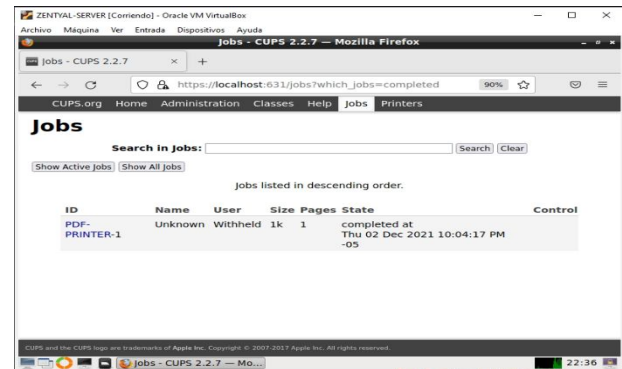 ZENTYAL-SERVER [Corriendo] - Oracle VM VirtualBox
Archivo Máquina Ver Entrada Dispositivos Ayuda
Jobs - CUPS 2.2.7 — Mozilla Firefox
Jobs - CUPS 2.2.7
https://localhost:631/jobs?which_jobs=completed 90%
CUPS.org Home Administration Classes Help Jobs Printers
Jobs
Search in Jobs: Search Clear
Show Active Jobs Show All Jobs
Jobs listed in descending order.
ID Name User Size Pages State Control
PDF- Unknown Withheld 1k 1 completed at
PRINTER-1 Thu 02 Dec 2021 10:04:17 PM
-05
CUPS and the CUPS logo are trademarks of Apple Inc. Copyright © 2007-2017 Apple Inc. All rights reserved.
Jobs - CUPS 2.2.7 — Mo... 22:36